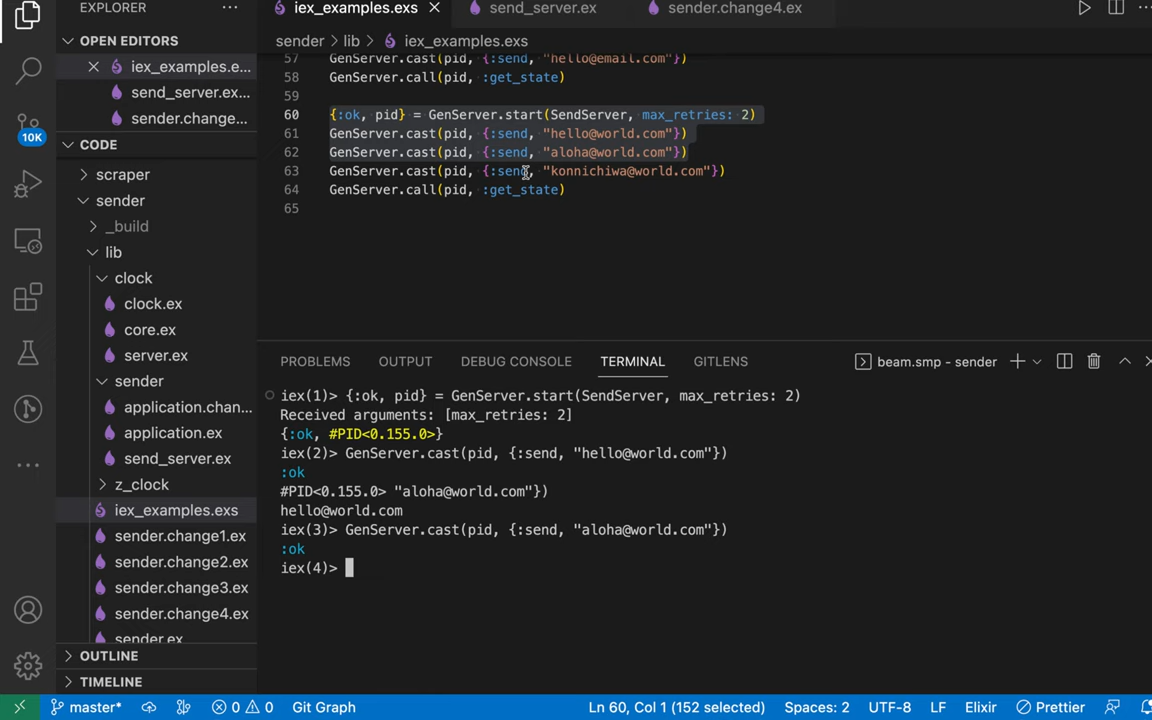 EXPLORER
iex_examples.exs
send_server.ex
sender.change4.ex
OPEN EDITORS
sender > lib > iex_examples.exs
iex_examples.e...
send_server.ex...
sender.change...
10K
CODE
scraper
sender
_build
lib
clock
clock.ex
core.ex
server.ex
sender
application.chan...
application.ex
send_server.ex
z_clock
iex_examples.exs
sender.change1.ex
sender.change2.ex
sender.change3.ex
sender.change4.ex
sender.ex
OUTLINE
TIMELINE
57 GenServer.cast(pid, {:send, "hello@email.com"})
58 GenServer.call(pid, :get_state)
59
60 {:ok, pid} = GenServer.start(SendServer, max_retries: 2)
61 GenServer.cast(pid, {:send, "hello@world.com"})
62 GenServer.cast(pid, {:send, "aloha@world.com"})
63 GenServer.cast(pid, {:send, "konnichiwa@world.com"})
64 GenServer.call(pid, :get_state)
65
PROBLEMS OUTPUT DEBUG CONSOLE TERMINAL GITLENS
beam.smp - sender
iex(1)> {:ok, pid} = GenServer.start(SendServer, max_retries: 2)
Received arguments: [max_retries: 2]
{:ok, #PID<0.155.0>}
iex(2)> GenServer.cast(pid, {:send, "hello@world.com"})
:ok
#PID<0.155.0> "aloha@world.com"})
hello@world.com
iex(3)> GenServer.cast(pid, {:send, "aloha@world.com"})
:ok
iex(4)>
master* 0 0 Git Graph Ln 60, Col 1 (152 selected) Spaces: 2 UTF-8 LF Elixir Prettier